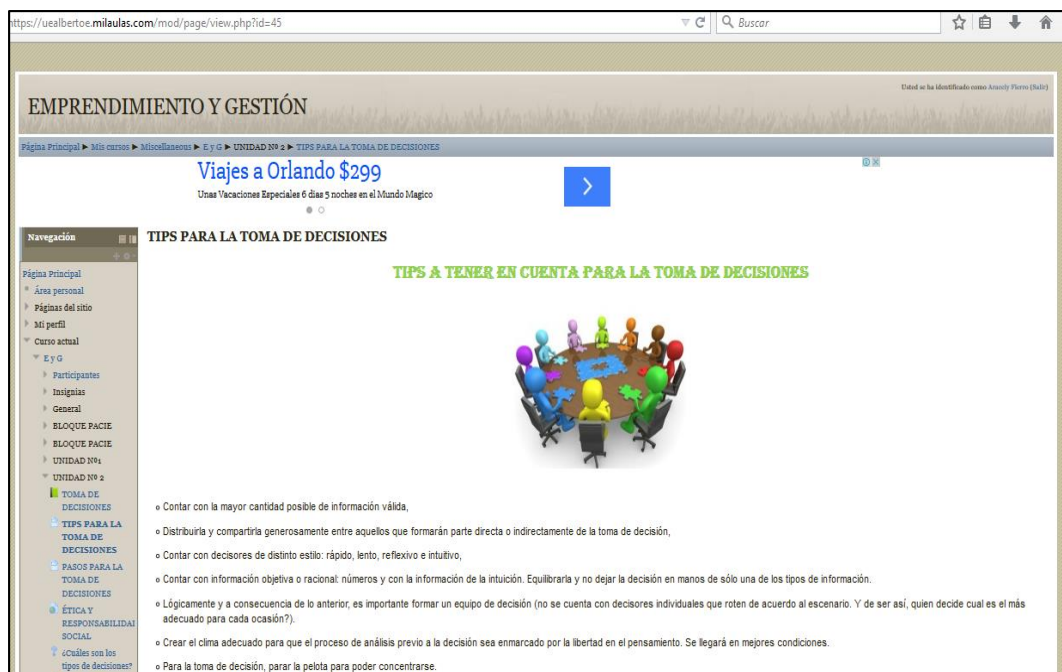 https://uealbertoe.milaulas.com/mod/page/view.php?id=45
Buscar
Usted se ha identificado como Aracely Fierro (Salir)
EMPRENDIMIENTO Y GESTIÓN
Página Principal ► Mis cursos ► Miscellaneous ► E y G ► UNIDAD Nº 2 ► TIPS PARA LA TOMA DE DECISIONES
Viajes a Orlando $299
Unas Vacaciones Especiales 6 dias 5 noches en el Mundo Magico
Navegación
Página Principal
Área personal
Páginas del sitio
Mi perfil
Curso actual
E y G
Participantes
Insignias
General
BLOQUE PACIE
BLOQUE PACIE
UNIDAD Nº1
UNIDAD Nº 2
TOMA DE
DECISIONES
TIPS PARA LA
TOMA DE
DECISIONES
PASOS PARA LA
TOMA DE
DECISIONES
ÉTICA Y
RESPONSABILIDAD
SOCIAL
¿Cuáles son los
tipos de decisiones?
TIPS PARA LA TOMA DE DECISIONES
TIPS A TENER EN CUENTA PARA LA TOMA DE DECISIONES
o Contar con la mayor cantidad posible de información válida,
o Distribuirla y compartirla generosamente entre aquellos que formarán parte directa o indirectamente de la toma de decisión,
o Contar con decisores de distinto estilo: rápido, lento, reflexivo e intuitivo,
o Contar con información objetiva o racional: números y con la información de la intuición. Equilibrarla y no dejar la decisión en manos de sólo una de los tipos de información.
o Lógicamente y a consecuencia de lo anterior, es importante formar un equipo de decisión (no se cuenta con decisores individuales que roten de acuerdo al escenario. Y de ser así, quien decide cual es el más
adecuado para cada ocasión?).
o Crear el clima adecuado para que el proceso de análisis previo a la decisión sea enmarcado por la libertad en el pensamiento. Se llegará en mejores condiciones.
o Para la toma de decisión, parar la pelota para poder concentrarse.